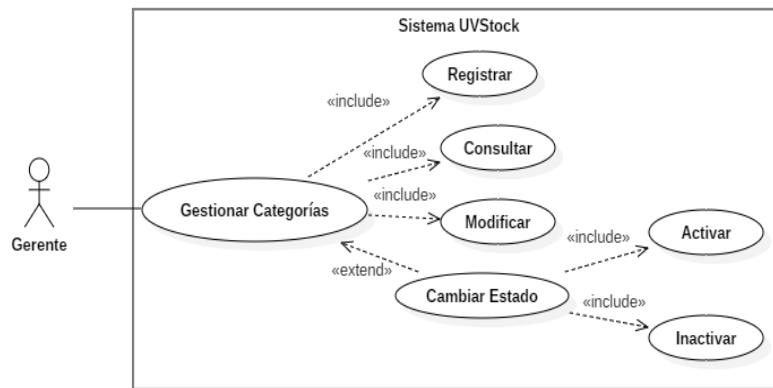 Sistema UVStock
Registrar
«include»
Consultar
«include»
«include»
Gestionar Categorías
Modificar
Gerente
«include»
Activar
«extend»
Cambiar Estado
«include»
Inactivar